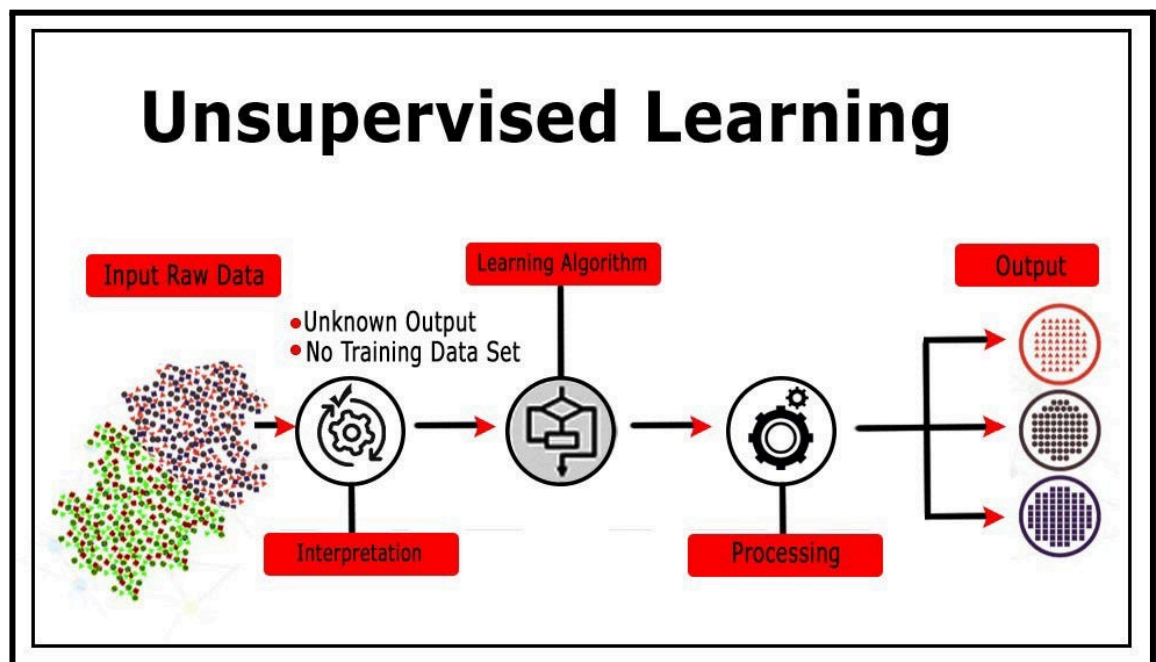 Unsupervised Learning
Input Raw Data
Learning Algorithm
Output
Unknown Output
No Training Data Set
Interpretation
Processing